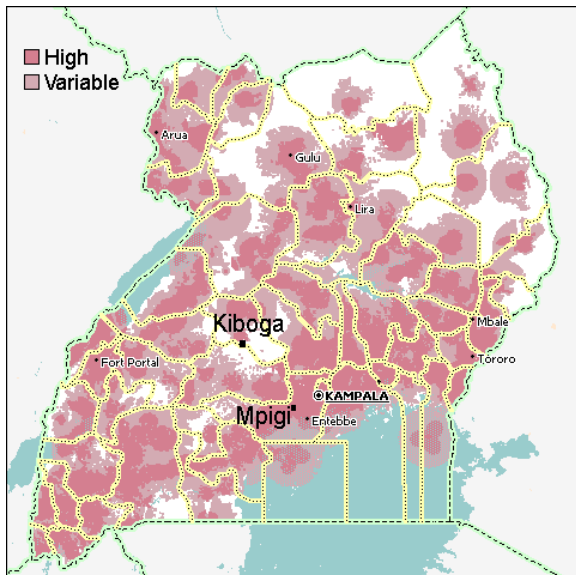 High
Variable
Arua
Gulu
Lira
Kiboga
Mbale
Fort Portal
Tororo
KAMPALA
Mpigi
Entebbe